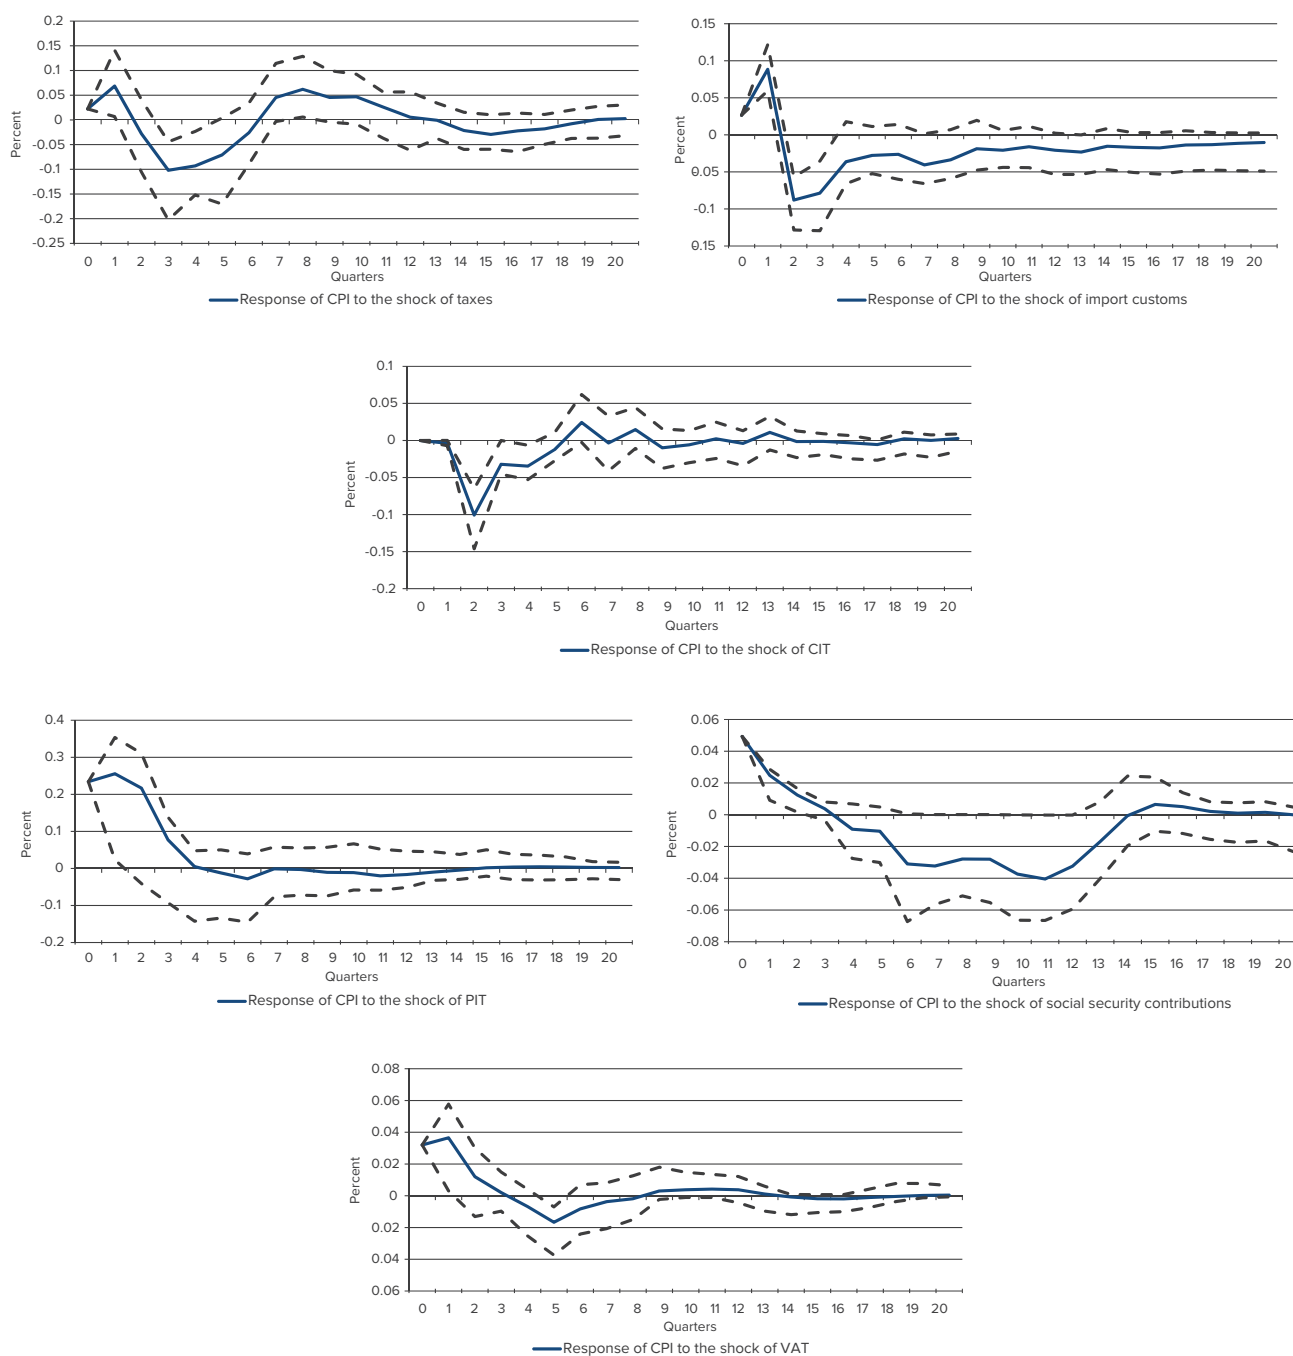 0.2
0.15
0.1
0.05
0
-0.05
-0.1
-0.15
-0.2
-0.25
Percent
0 1 2 3 4 5 6 7 8 9 10 11 12 13 14 15 16 17 18 19 20
Quarters
Response of CPI to the shock of taxes
0.15
0.1
0.05
0
0.05
-0.1
0.15
Percent
0 1 2 3 4 5 6 7 8 9 10 11 12 13 14 15 16 17 18 19 20
Quarters
Response of CPI to the shock of import customs
0.1
0.05
0
-0.05
-0.1
-0.15
-0.2
Percent
0 1 2 3 4 5 6 7 8 9 10 11 12 13 14 15 16 17 18 19 20
Quarters
Response of CPI to the shock of CIT
0.4
0.3
0.2
0.1
0
-0.1
-0.2
Percent
0 1 2 3 4 5 6 7 8 9 10 11 12 13 14 15 16 17 18 19 20
Quarters
Response of CPI to the shock of PIT
0.06
0.04
0.02
0
-0.02
-0.04
-0.06
-0.08
Percent
0 1 2 3 4 5 6 7 8 9 10 11 12 13 14 15 16 17 18 19 20
Quarters
Response of CPI to the shock of social security contributions
0.08
0.06
0.04
0.02
0
0.02
0.04
0.06
Percent
0 1 2 3 4 5 6 7 8 9 10 11 12 13 14 15 16 17 18 19 20
Quarters
Response of CPI to the shock of VAT